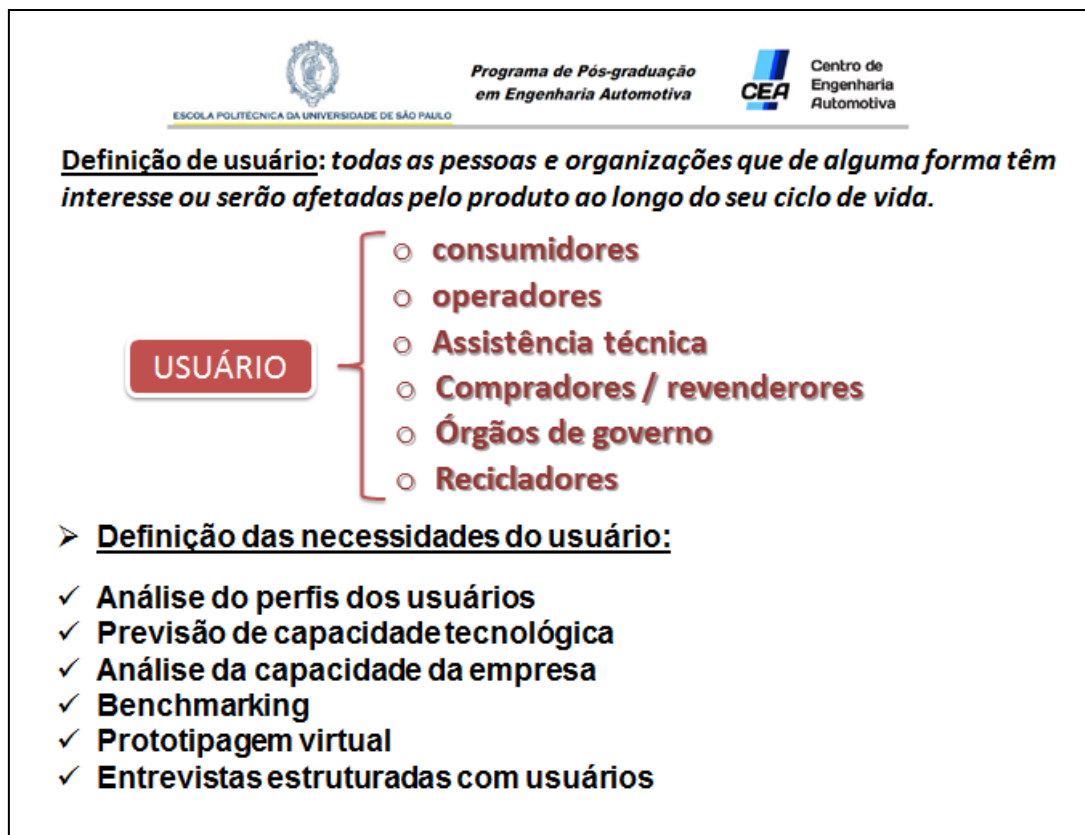 ESCOLA POLITÉCNICA DA UNIVERSIDADE DE SÃO PAULO
Programa de Pós-graduação
em Engenharia Automotiva
CEA
Centro de
Engenharia
Automotiva
Definição de usuário: todas as pessoas e organizações que de alguma forma têm
interesse ou serão afetadas pelo produto ao longo do seu ciclo de vida.
USUÁRIO
consumidores
operadores
Assistência técnica
Compradores / revenderores
Órgãos de governo
Recicladores
Definição das necessidades do usuário:
Análise do perfis dos usuários
Previsão de capacidade tecnológica
Análise da capacidade da empresa
Benchmarking
Prototipagem virtual
Entrevistas estruturadas com usuários